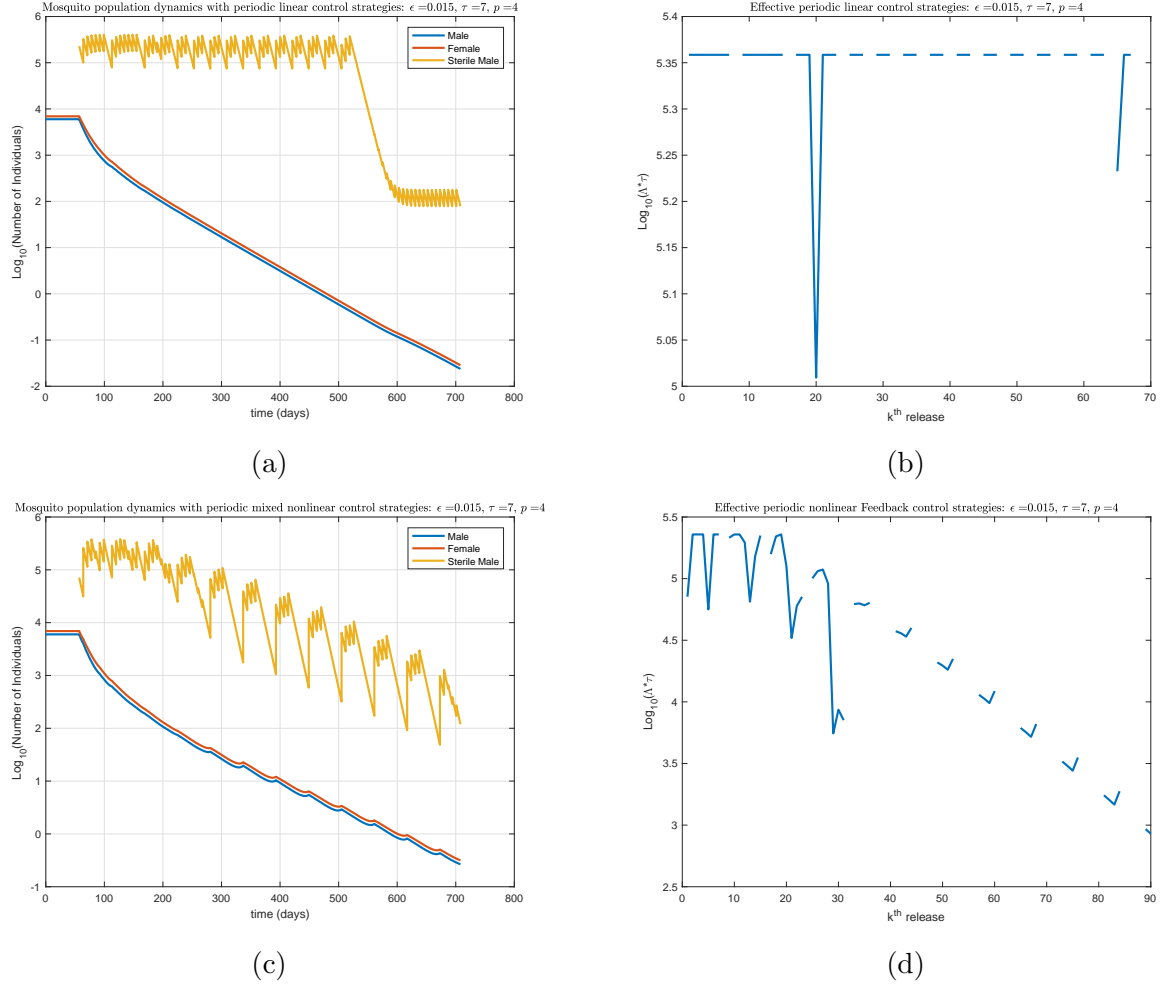 Mosquito population dynamics with periodic linear control strategies: ϵ =0.015, τ =7, p =4
6
5
4
3
2
1
0
-1
-2
Log10(Number of Individuals)
Male
Female
Sterile Male
0 100 200 300 400 500 600 700 800
time (days)
(a)
Effective periodic linear control strategies: ϵ =0.015, τ =7, p =4
5.4
5.35
5.3
5.25
5.2
5.15
5.1
5.05
5
Log10(Λ*τ)
0 10 20 30 40 50 60 70
kth release
(b)
Mosquito population dynamics with periodic mixed nonlinear control strategies: ϵ =0.015, τ =7, p =4
6
5
4
3
2
1
0
-1
Log10(Number of Individuals)
Male
Female
Sterile Male
0 100 200 300 400 500 600 700 800
time (days)
(c)
Effective periodic nonlinear Feedback control strategies: ϵ =0.015, τ =7, p =4
5.5
5
4.5
4
3.5
3
2.5
Log10(Λ*τ)
0 10 20 30 40 50 60 70 80 90
kth release
(d)